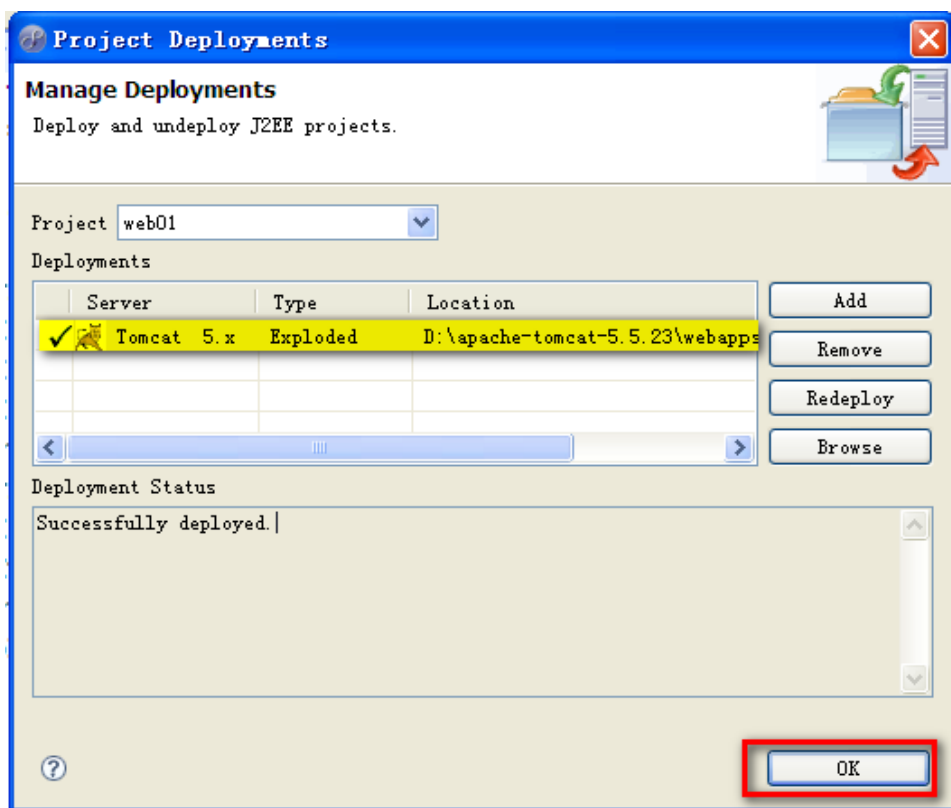 Project Deployments
Manage Deployments
Deploy and undeploy J2EE projects.
Project web01
Deployments
Server Type Location
Tomcat 5.x Exploded D:\apache-tomcat-5.5.23\webapps
Add
Remove
Redeploy
Browse
Deployment Status
Successfully deployed.
OK